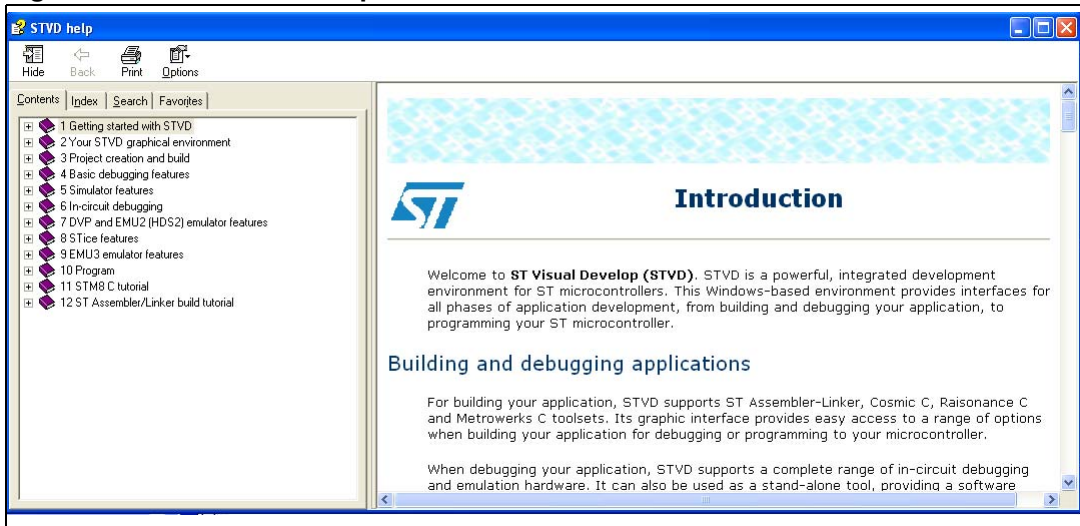 STVD help
Hide Back Print Options
Contents Index Search Favorites
1 Getting started with STVD
2 Your STVD graphical environment
3 Project creation and build
4 Basic debugging features
5 Simulator features
6 In-circuit debugging
7 DVP and EMU2 (HDS2) emulator features
8 STice features
9 EMU3 emulator features
10 Program
11 STM8 C tutorial
12 ST Assembler/Linker build tutorial
ST
Introduction
Welcome to ST Visual Develop (STVD). STVD is a powerful, integrated development
environment for ST microcontrollers. This Windows-based environment provides interfaces for
all phases of application development, from building and debugging your application, to
programming your ST microcontroller.
Building and debugging applications
For building your application, STVD supports ST Assembler-Linker, Cosmic C, Raisonance C
and Metrowerks C toolsets. Its graphic interface provides easy access to a range of options
when building your application for debugging or programming to your microcontroller.
When debugging your application, STVD supports a complete range of in-circuit debugging
and emulation hardware. It can also be used as a stand-alone tool, providing a software